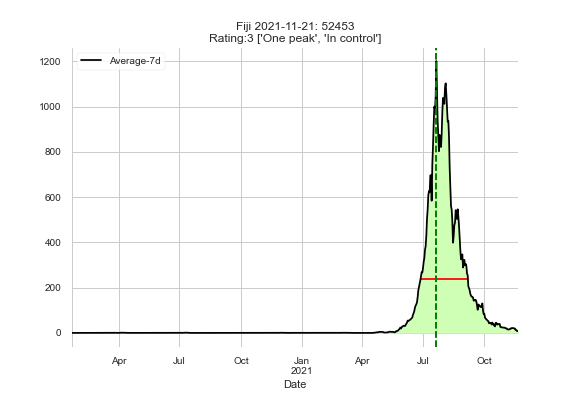 Fiji 2021-11-21: 52453
Rating:3 ['One peak', 'In control']
Average-7d
1200
1000
800
600
400
200
0
Apr Jul Oct Jan Apr Jul Oct
2021
Date